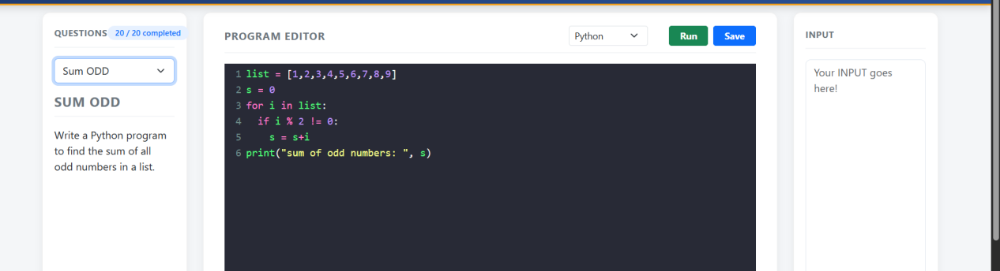 QUESTIONS 20 / 20 completed
Sum ODD
SUM ODD
Write a Python program
to find the sum of all
odd numbers in a list.
PROGRAM EDITOR
Python
Run
Save
1 list = [1,2,3,4,5,6,7,8,9]
2 s = 0
3 for i in list:
4   if i % 2 != 0:
5     s = s+i
6 print("sum of odd numbers: ", s)
INPUT
Your INPUT goes
here!